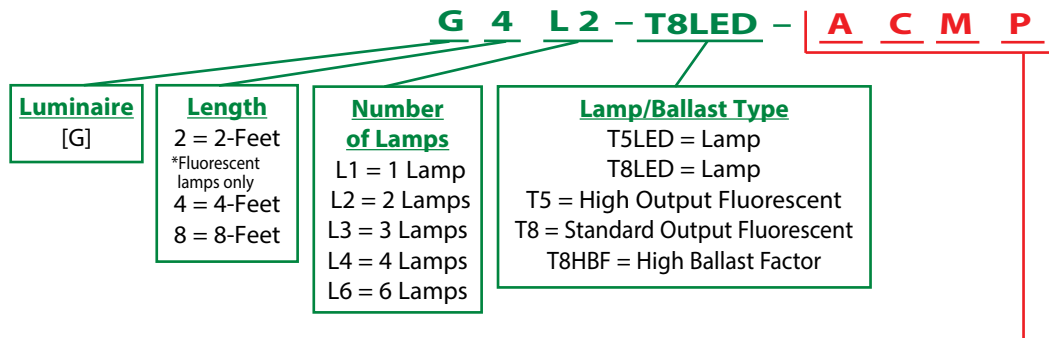 G 4 L 2 – T8LED – A C M P
Luminaire
[G]
Length
2 = 2-Feet
*Fluorescent
lamps only
4 = 4-Feet
8 = 8-Feet
Number
of Lamps
L1 = 1 Lamp
L2 = 2 Lamps
L3 = 3 Lamps
L4 = 4 Lamps
L6 = 6 Lamps
Lamp/Ballast Type
T5LED = Lamp
T8LED = Lamp
T5 = High Output Fluorescent
T8 = Standard Output Fluorescent
T8HBF = High Ballast Factor